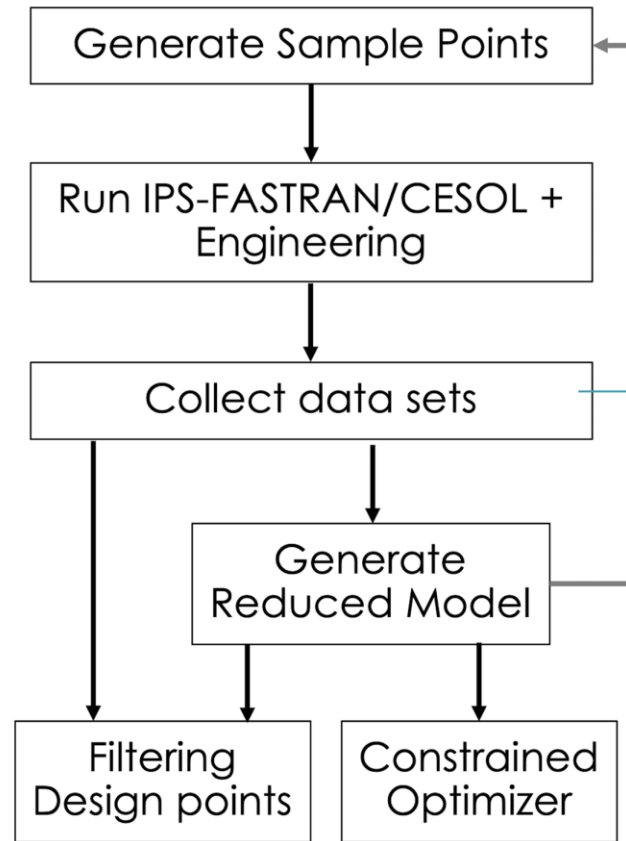 Generate Sample Points
Run IPS-FASTRAN/CESOL +
Engineering
Collect data sets
Generate
Reduced Model
Filtering
Design points
Constrained
Optimizer